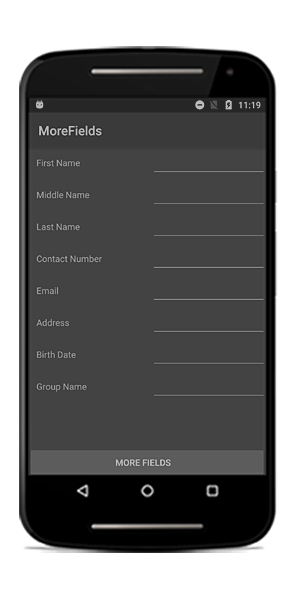 11:19
MoreFields
First Name
Middle Name
Last Name
Contact Number
Email
Address
Birth Date
Group Name
MORE FIELDS